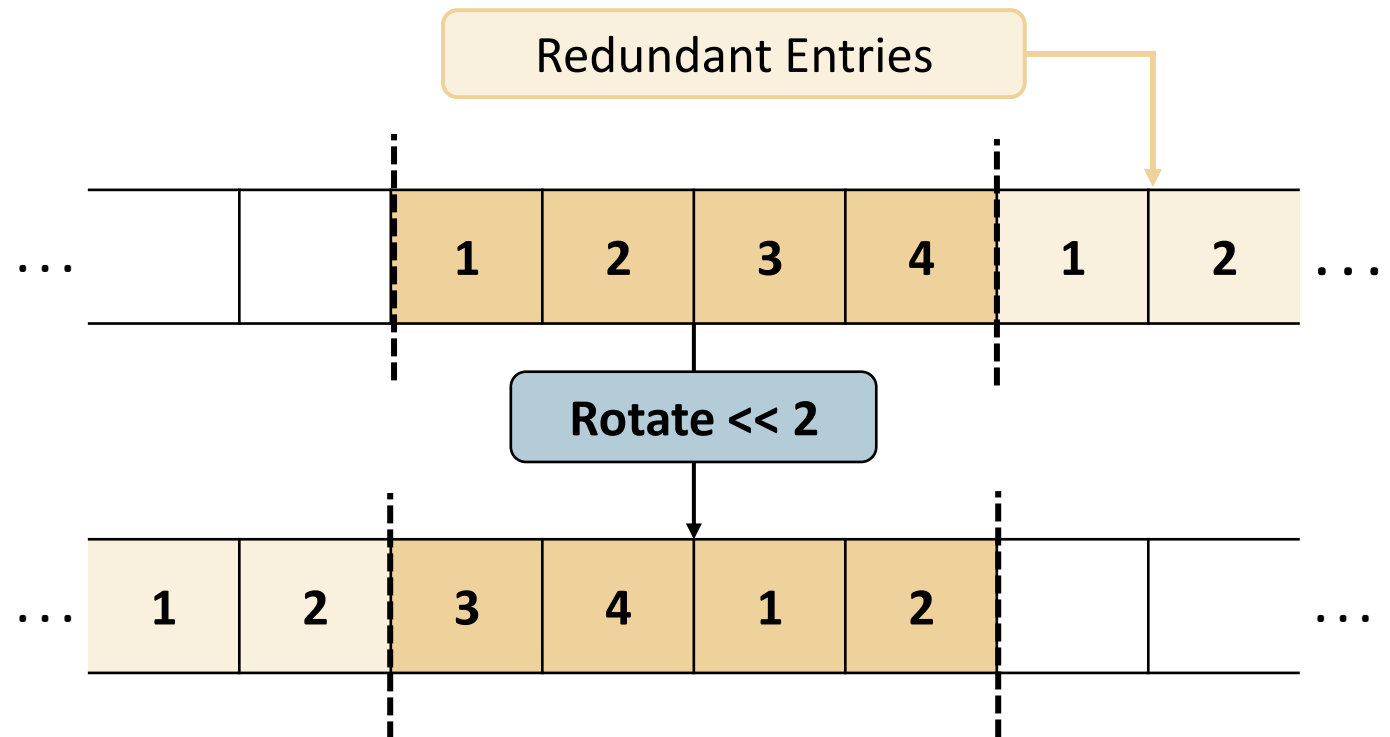 Redundant Entries
... 1 2 3 4 1 2 ...
Rotate << 2
... 1 2 3 4 1 2 ...